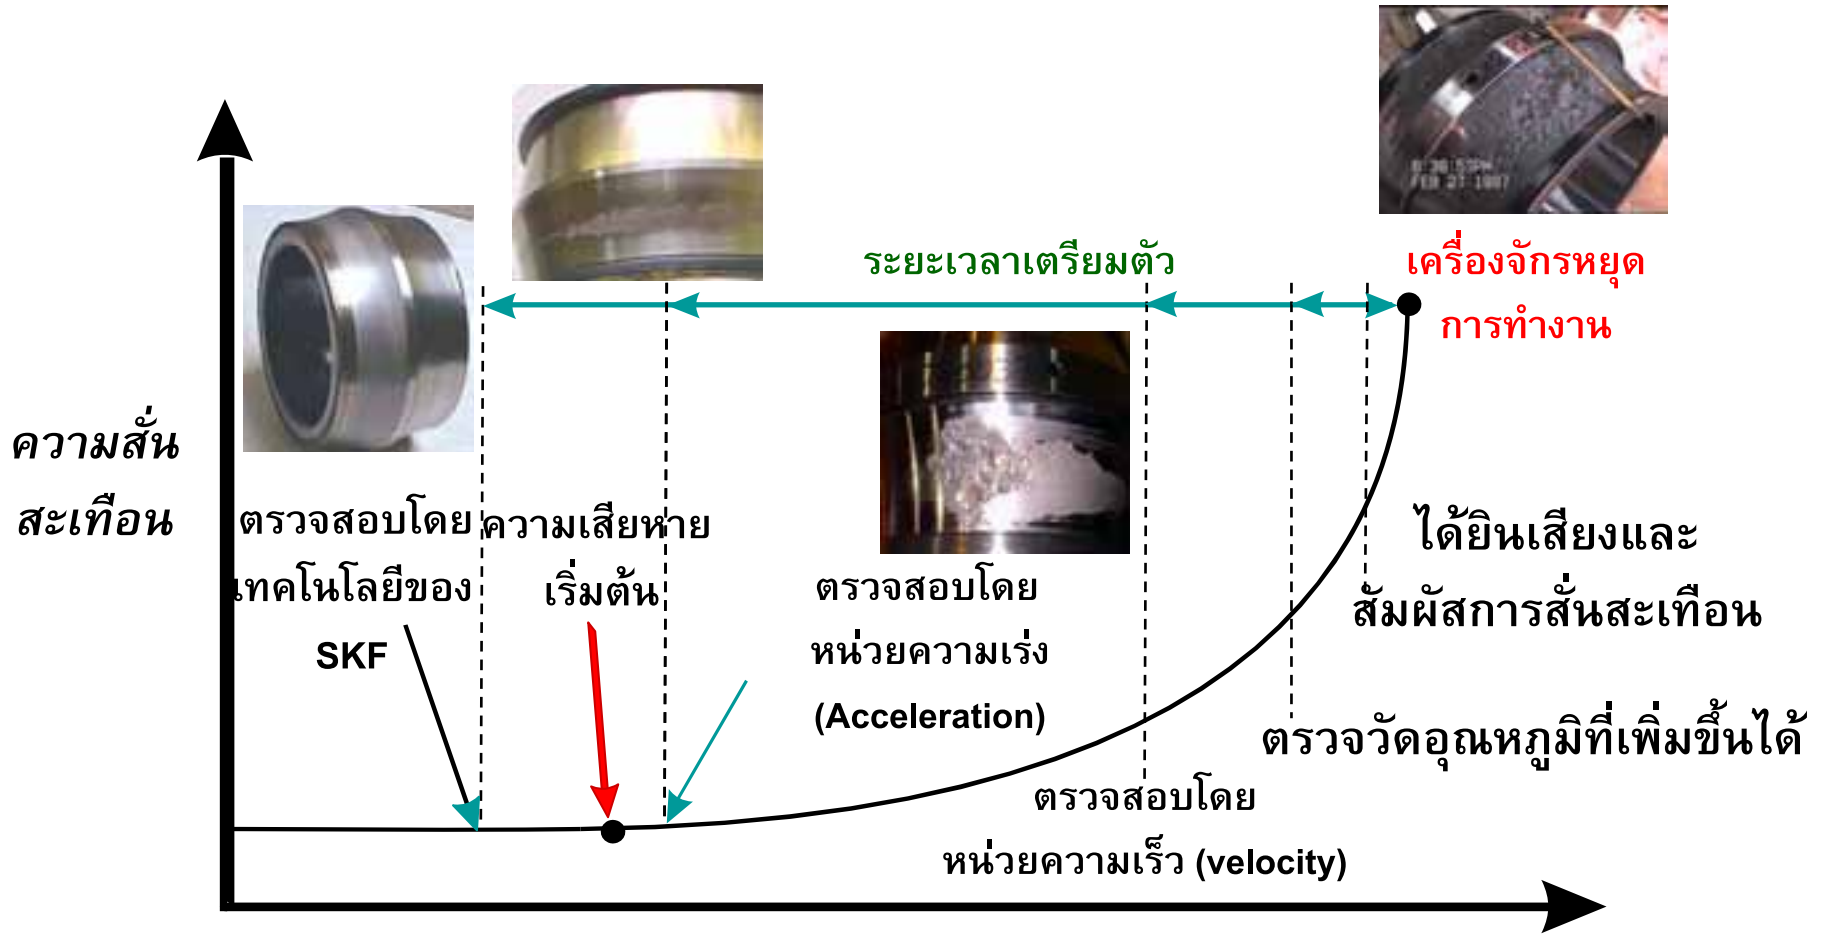 ระยะเวลาเตรียมตัว
เครื่องจักรหยุด
การทำงาน
ความสั่น
สะเทือน
ตรวจสอบโดย
เทคโนโลยีของ
SKF
ความเสียหาย
เริ่มต้น
ตรวจสอบโดย
หน่วยความเร่ง
(Acceleration)
ได้ยินเสียงและ
สัมผัสการสั่นสะเทือน
ตรวจวัดอุณหภูมิที่เพิ่มขึ้นได้
ตรวจสอบโดย
หน่วยความเร็ว (velocity)
FEB 27 1997